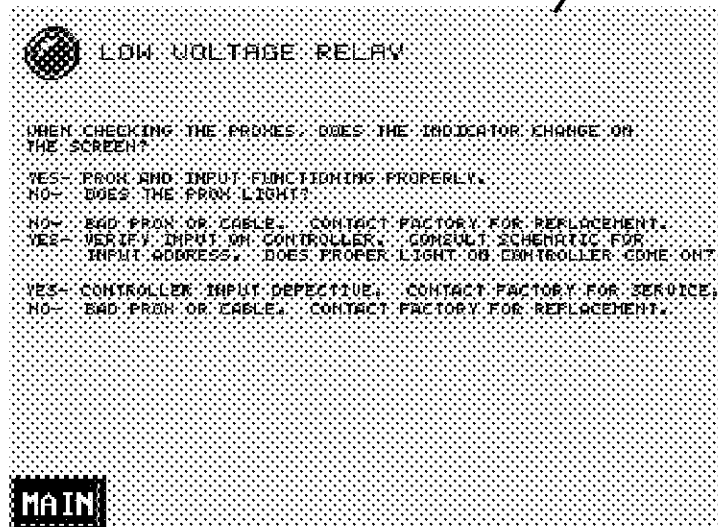 LOW VOLTAGE RELAY
WHEN CHECKING THE PROXES, DOES THE INDICATOR CHANGE ON
THE SCREEN?
YES- PROX AND INPUT FUNCTIONING PROPERLY.
NO- DOES THE PROX LIGHT?
NO- BAD PROX OR CABLE. CONTACT FACTORY FOR REPLACEMENT.
YES- VERIFY INPUT ON CONTROLLER. CONSULT SCHEMATIC FOR
INPUT ADDRESS. DOES PROPER LIGHT ON CONTROLLER COME ON?
YES- CONTROLLER INPUT DEFECTIVE. CONTACT FACTORY FOR SERVICE.
NO- BAD PROX OR CABLE. CONTACT FACTORY FOR REPLACEMENT.
MAIN